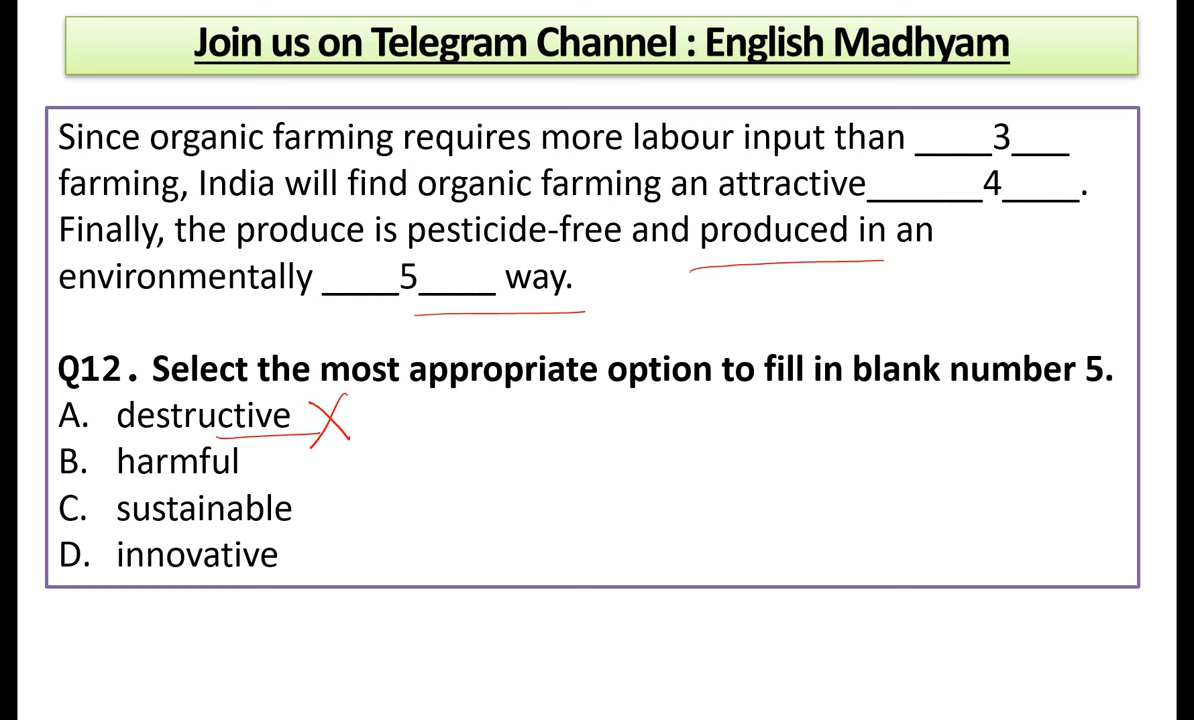 Join us on Telegram Channel : English Madhyam
Since organic farming requires more labour input than ____3___
farming, India will find organic farming an attractive______4____.
Finally, the produce is pesticide-free and produced in an
environmentally ____5____ way.
Q12. Select the most appropriate option to fill in blank number 5.
A. destructive
B. harmful
C. sustainable
D. innovative